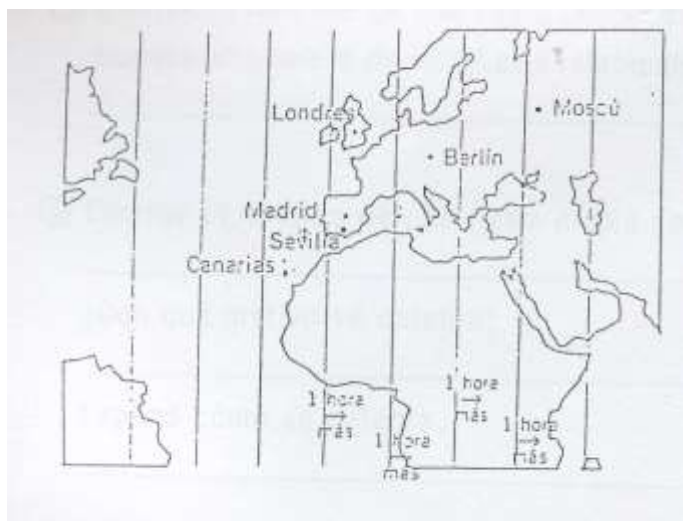 Londres
Moscú
Berlín
Madrid
Sevilla
Canarias
1 hora
más
1 hora
más
1 hora
más
1 hora
más